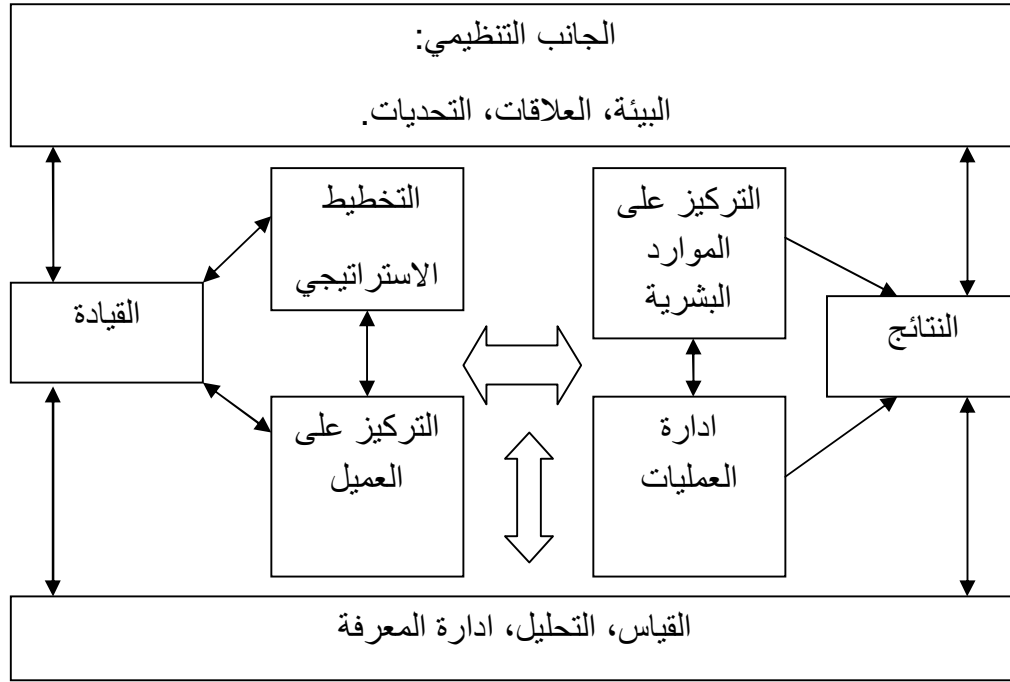 الجانب التنظيمي:
البيئة، العلاقات، التحديات.
التركيز على
الموارد
البشرية
التخطيط
الاستراتيجي
النتائج
القيادة
ادارة
العمليات
التركيز على
العميل
القياس، التحليل، ادارة المعرفة